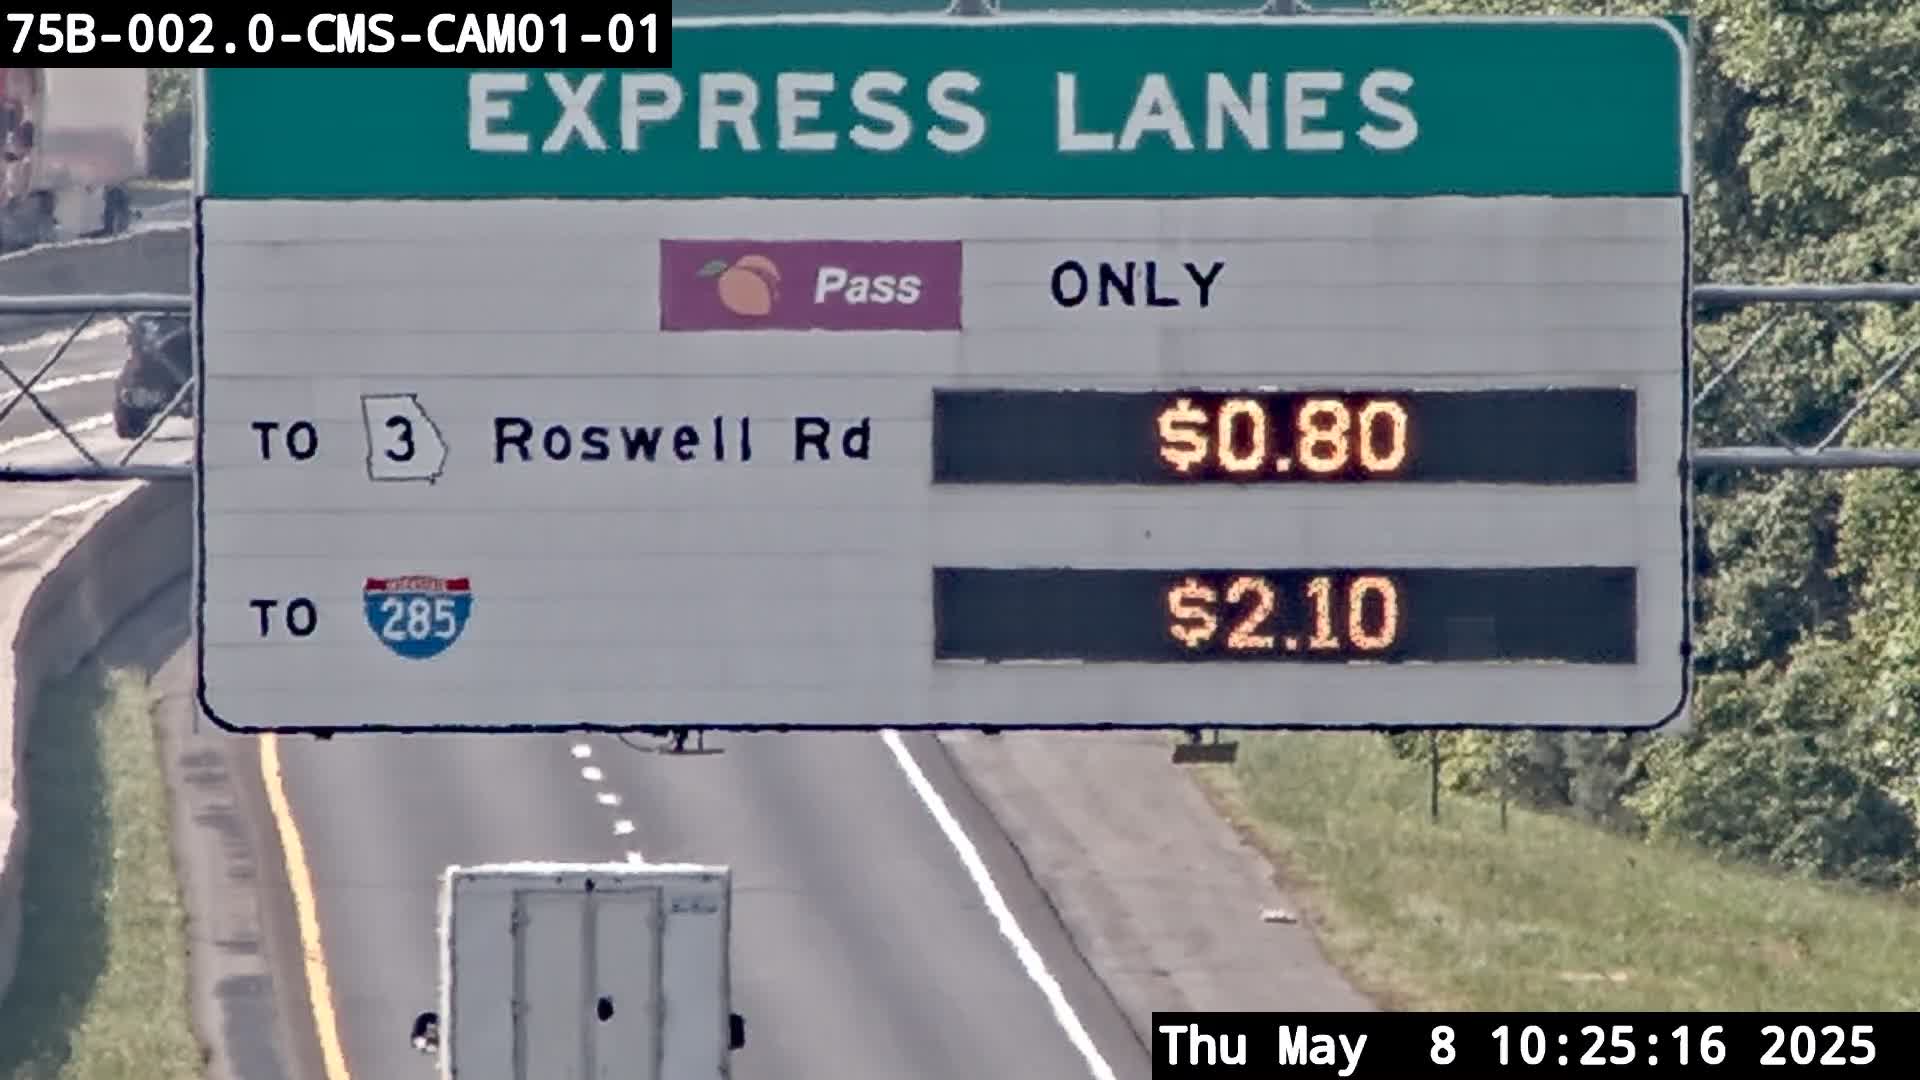 75B-002.0-CMS-CAM01-01
EXPRESS LANES
Pass ONLY
TO 3 Roswell Rd $0.80
TO 285 $2.10
Thu May 8 10:25:16 2025